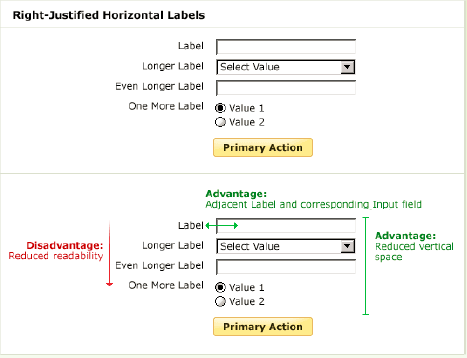 Right-Justified Horizontal Labels
Label
Longer Label
Select Value
Even Longer Label
One More Label
Value 1
Value 2
Primary Action
Advantage:
Adjacent Label and corresponding Input field
Label
Disadvantage:
Reduced readability
Longer Label
Select Value
Advantage:
Reduced vertical
space
Even Longer Label
One More Label
Value 1
Value 2
Primary Action